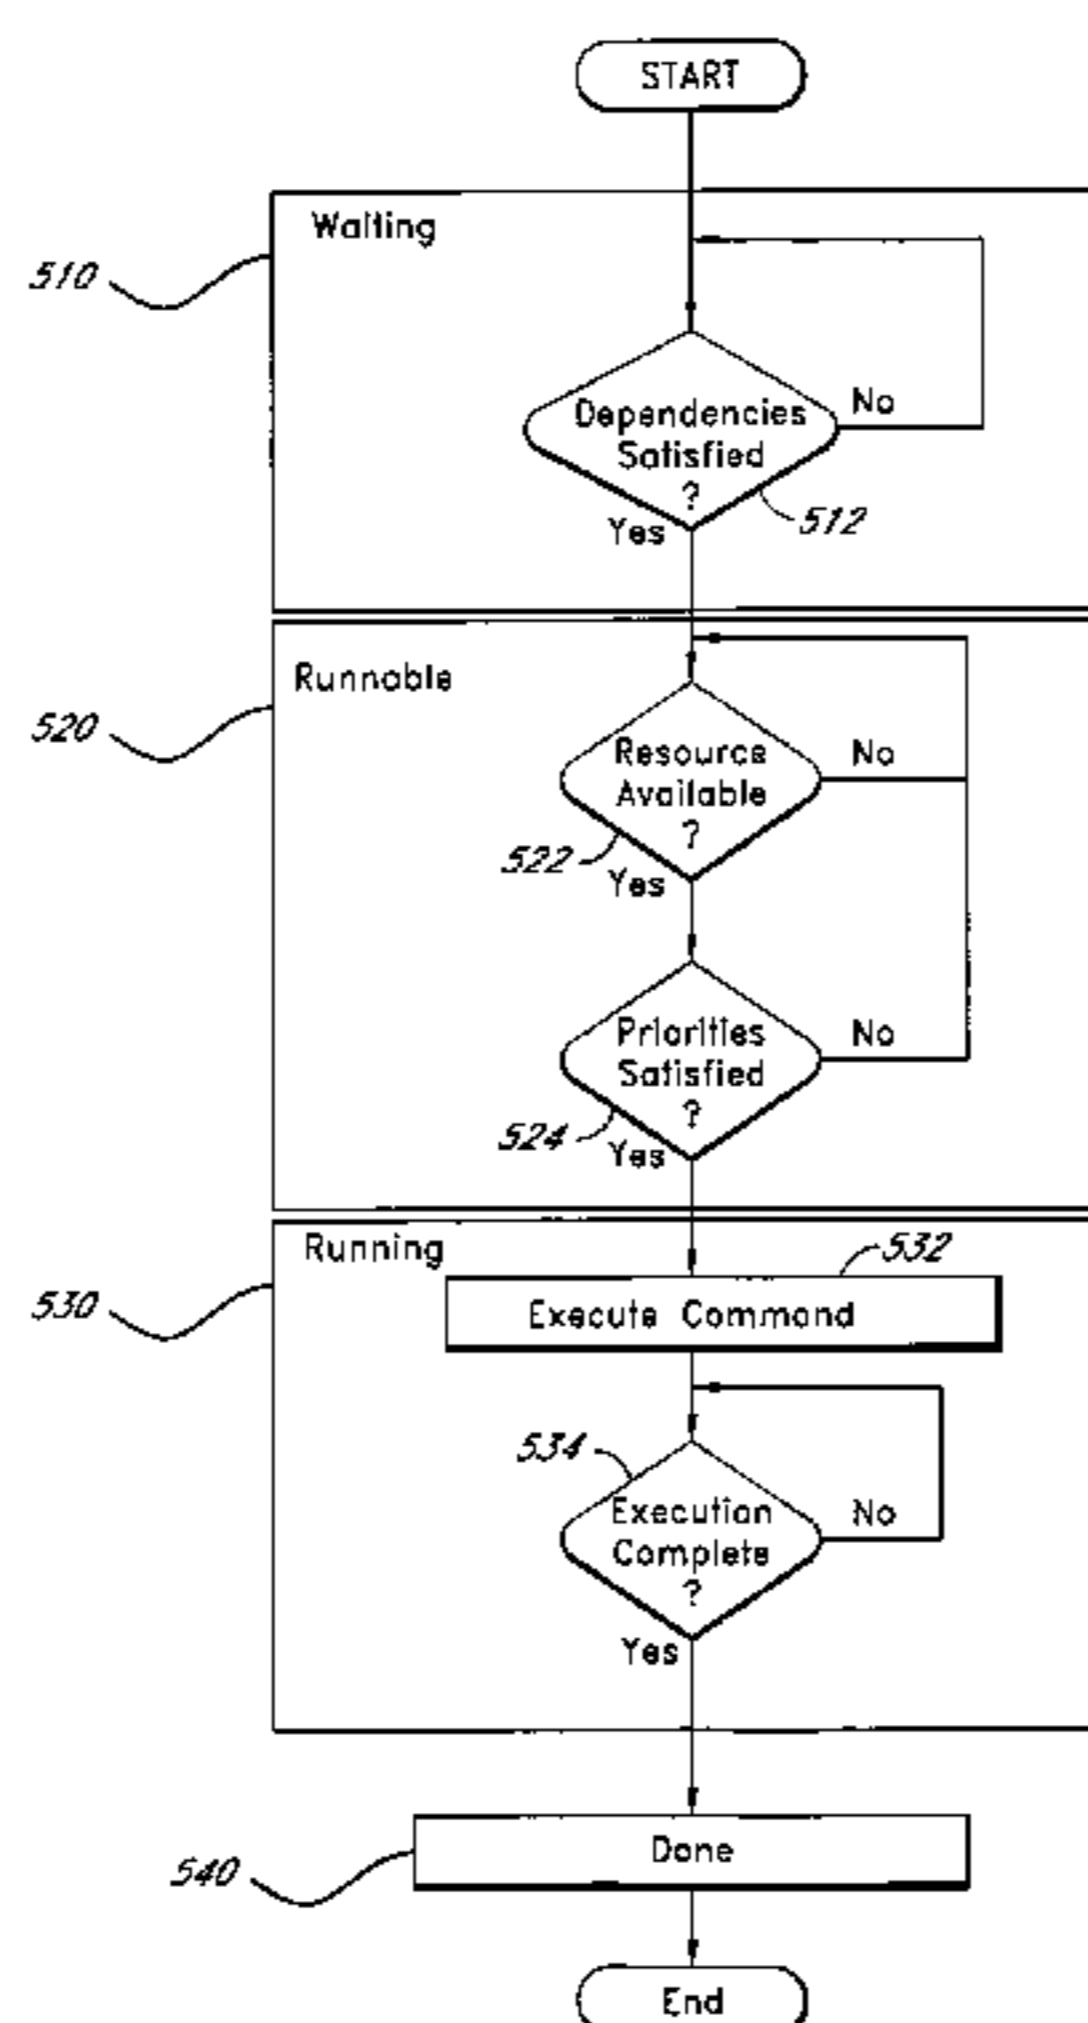 START
Waiting
510
Dependencies
Satisfied
?
No
Yes
512
Runnable
520
Resource
Available
?
No
522
Yes
Priorities
Satisfied
?
No
524
Yes
Running
532
530
Execute Command
534
Execution
Complete
?
No
Yes
Done
540
End